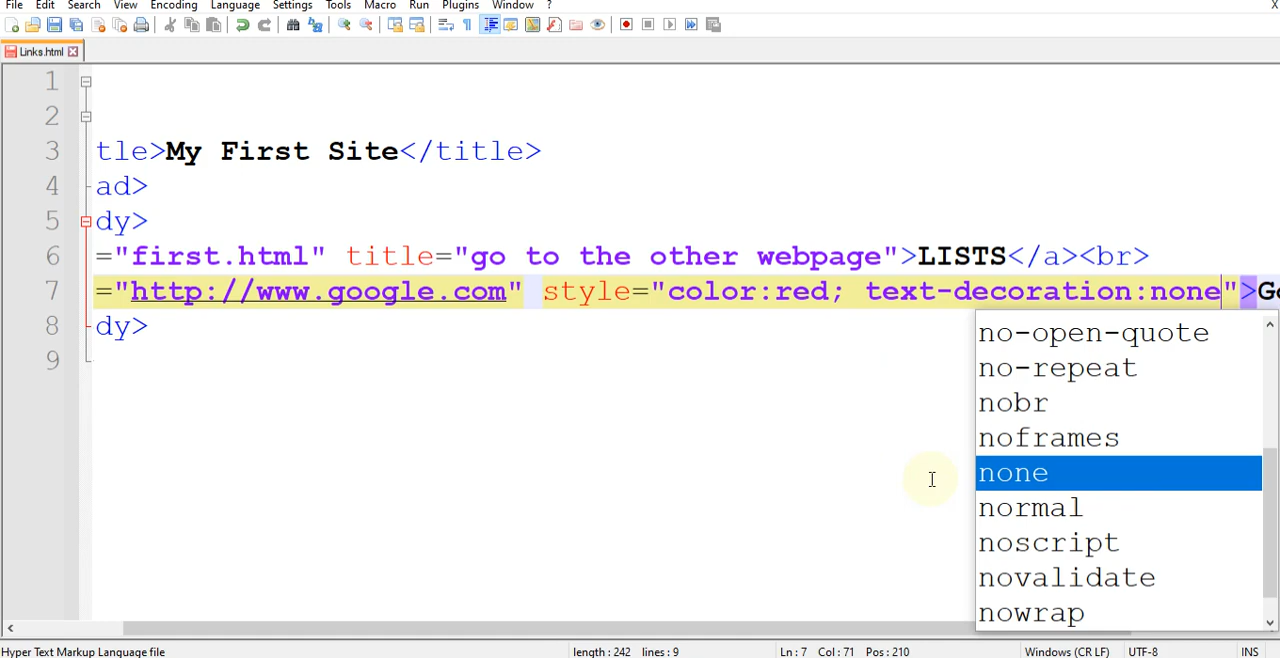 File Edit Search View Encoding Language Settings Tools Macro Run Plugins Window ? X
Links.html
1
2
3 tle>My First Site</title>
4 ad>
5 dy>
6 ="first.html" title="go to the other webpage">LISTS</a><br>
7 ="http://www.google.com" style="color:red; text-decoration:none">Go
8 dy>
9
no-open-quote
no-repeat
nobr
noframes
none
normal
noscript
novalidate
nowrap
Hyper Text Markup Language file length : 242 lines : 9 Ln : 7 Col : 71 Pos : 210 Windows (CR LF) UTF-8 INS